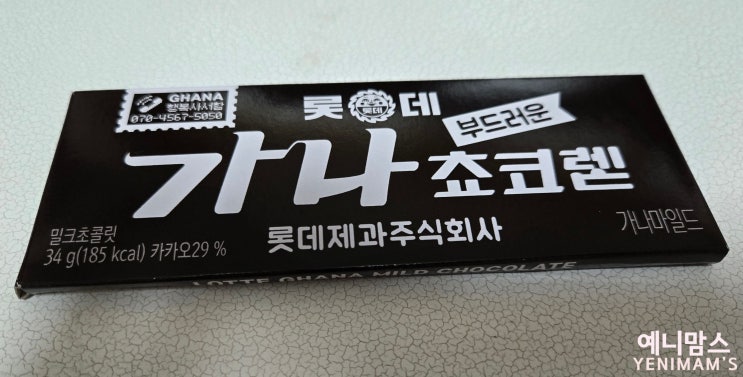 GHANA
행복사서함
070-4567-5050
롯데
롯데
부드러운
가나 쵸코렡
밀크초콜릿
34 g(185 kcal) 카카오29 %
롯데제과주식회사
가나마일드
LOTTE GHANA MILD CHOCOLATE
예니맘스
YENIMAM'S